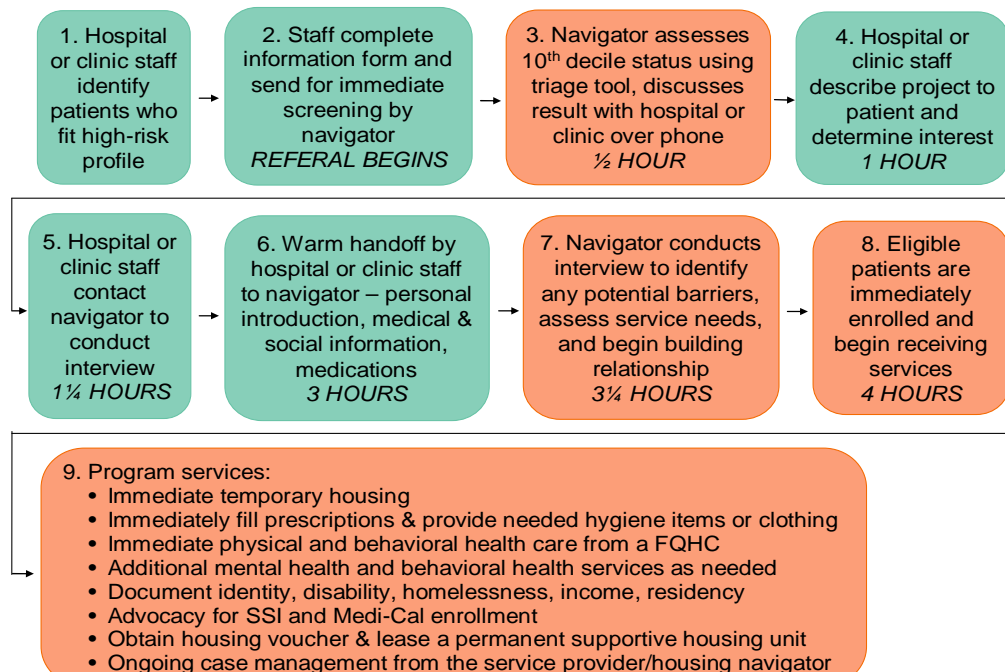 1. Hospital
or clinic staff
identify
patients who
fit high-risk
profile
2. Staff complete
information form and
send for immediate
screening by
navigator
REFERAL BEGINS
3. Navigator assesses
10th decile status using
triage tool, discusses
result with hospital or
clinic over phone
½ HOUR
4. Hospital or
clinic staff
describe project to
patient and
determine interest
1 HOUR
5. Hospital or
clinic staff
contact
navigator to
conduct
interview
1¼ HOURS
6. Warm handoff by
hospital or clinic staff
to navigator – personal
introduction, medical &
social information,
medications
3 HOURS
7. Navigator conducts
interview to identify
any potential barriers,
assess service needs,
and begin building
relationship
3¼ HOURS
8. Eligible
patients are
immediately
enrolled and
begin receiving
services
4 HOURS
9. Program services:
• Immediate temporary housing
• Immediately fill prescriptions & provide needed hygiene items or clothing
• Immediate physical and behavioral health care from a FQHC
• Additional mental health and behavioral health services as needed
• Document identity, disability, homelessness, income, residency
• Advocacy for SSI and Medi-Cal enrollment
• Obtain housing voucher & lease a permanent supportive housing unit
• Ongoing case management from the service provider/housing navigator